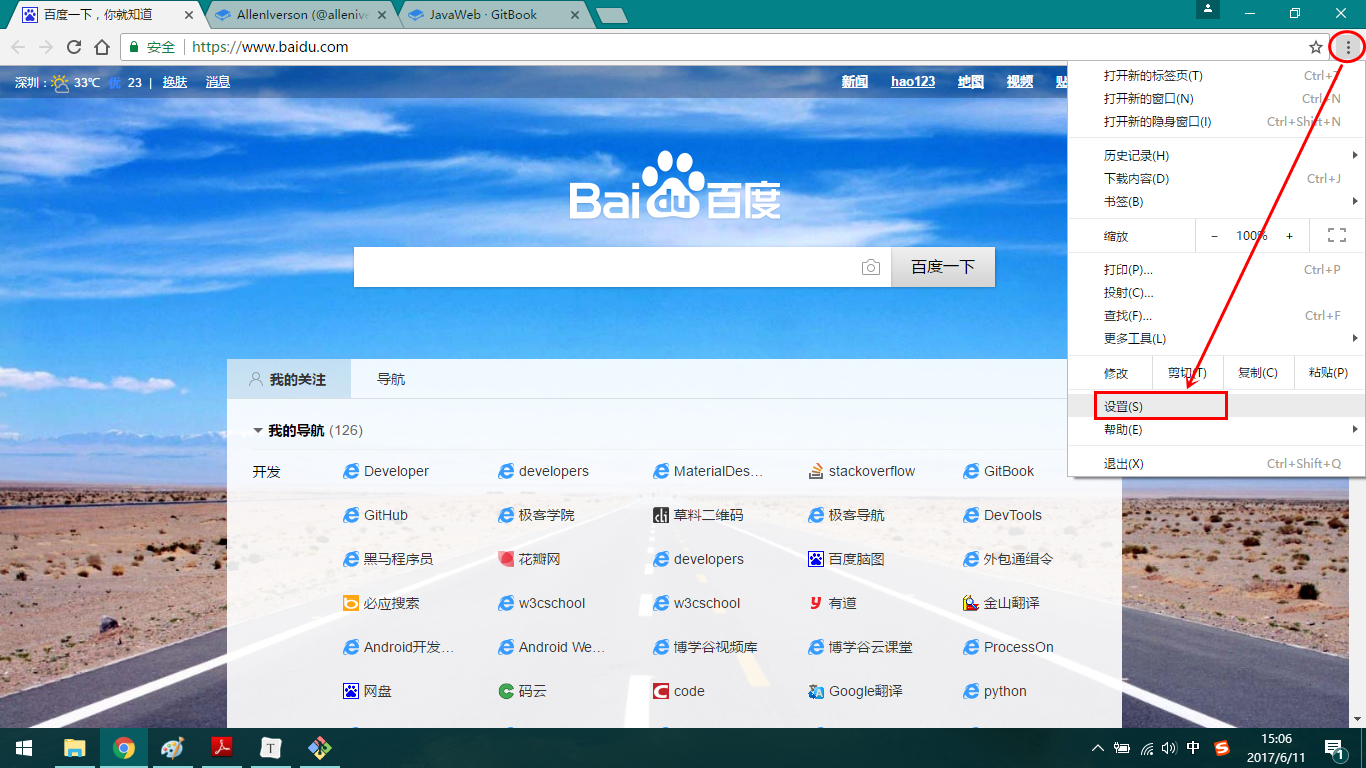 百度一下，你就知道
AllenIverson (@allenive
JavaWeb · GitBook
安全 https://www.baidu.com
深圳： 33℃ 优 23 | 换肤 消息
新闻 hao123 地图 视频 贴
打开新的标签页(T) Ctrl+T
打开新的窗口(N) Ctrl+N
打开新的隐身窗口(I) Ctrl+Shift+N
历史记录(H)
下载内容(D) Ctrl+J
书签(B)
缩放 − 100% +
打印(P)... Ctrl+P
投射(C)...
查找(F)... Ctrl+F
更多工具(L)
修改 剪切(T) 复制(C) 粘贴(P)
设置(S)
帮助(E)
退出(X) Ctrl+Shift+Q
Bai du 百度
百度一下
我的关注 导航
我的导航 (126)
开发 Developer developers MaterialDes... stackoverflow GitBook
GitHub 极客学院 草料二维码 极客导航 DevTools
黑马程序员 花瓣网 developers 百度脑图 外包通缉令
必应搜索 w3cschool w3cschool 有道 金山翻译
Android开发... Android We... 博学谷视频库 博学谷云课堂 ProcessOn
网盘 码云 code Google翻译 python
T
中
S
15:06
2017/6/11
1